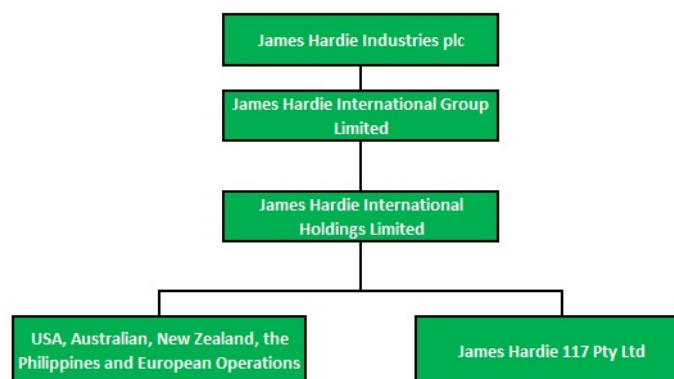 James Hardie Industries plc
James Hardie International Group
Limited
James Hardie International
Holdings Limited
USA, Australian, New Zealand, the
Philippines and European Operations
James Hardie 117 Pty Ltd